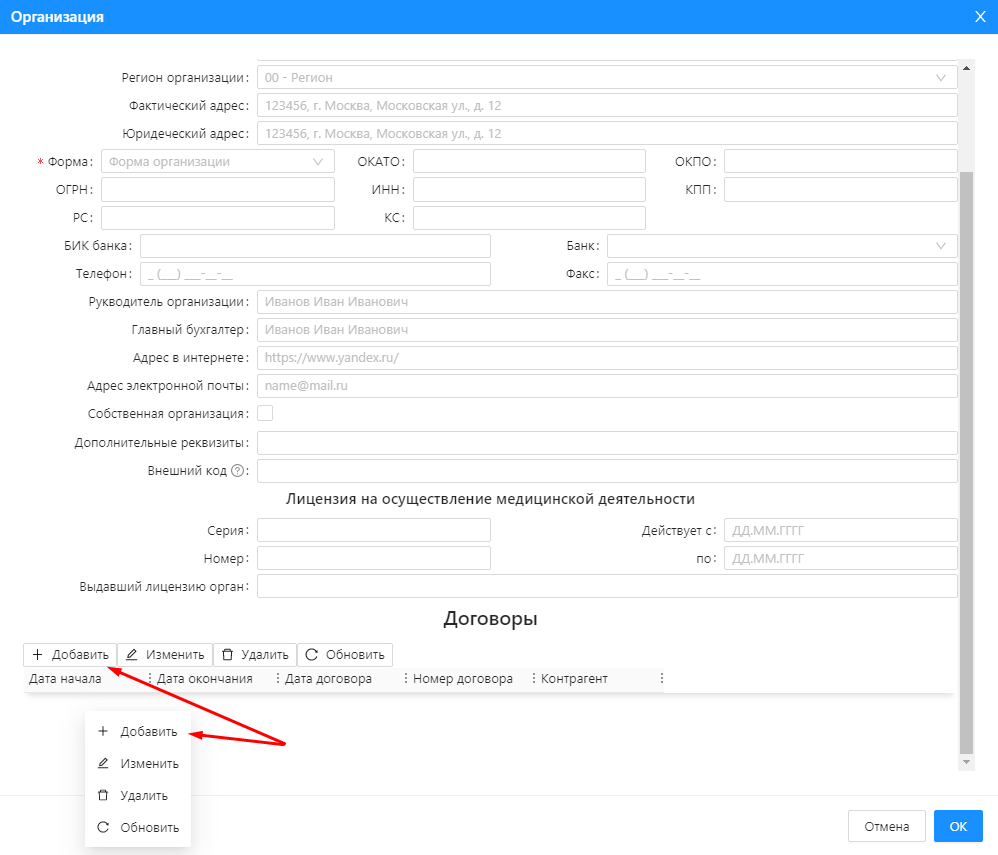 Организация
Регион организации: 00 - Регион
Фактический адрес: 123456, г. Москва, Московская ул., д. 12
Юридеческий адрес: 123456, г. Москва, Московская ул., д. 12
* Форма: Форма организации ОКАТО: ОКПО:
ОГРН: ИНН: КПП:
РС: КС:
БИК банка: Банк:
Телефон: _ (___) ___-__-__ Факс: _ (___) ___-__-__
Рукводитель организации: Иванов Иван Иванович
Главный бухгалтер: Иванов Иван Иванович
Адрес в интернете: https://www.yandex.ru/
Адрес электронной почты: name@mail.ru
Собственная организация:
Дополнительные реквизиты:
Внешний код ?:
Лицензия на осуществление медицинской деятельности
Серия: Действует с: ДД.ММ.ГГГГ
Номер: по: ДД.ММ.ГГГГ
Выдавший лицензию орган:
Договоры
+ Добавить Изменить Удалить Обновить
Дата начала Дата окончания Дата договора Номер договора Контрагент
+ Добавить
Изменить
Удалить
Обновить
Отмена OK